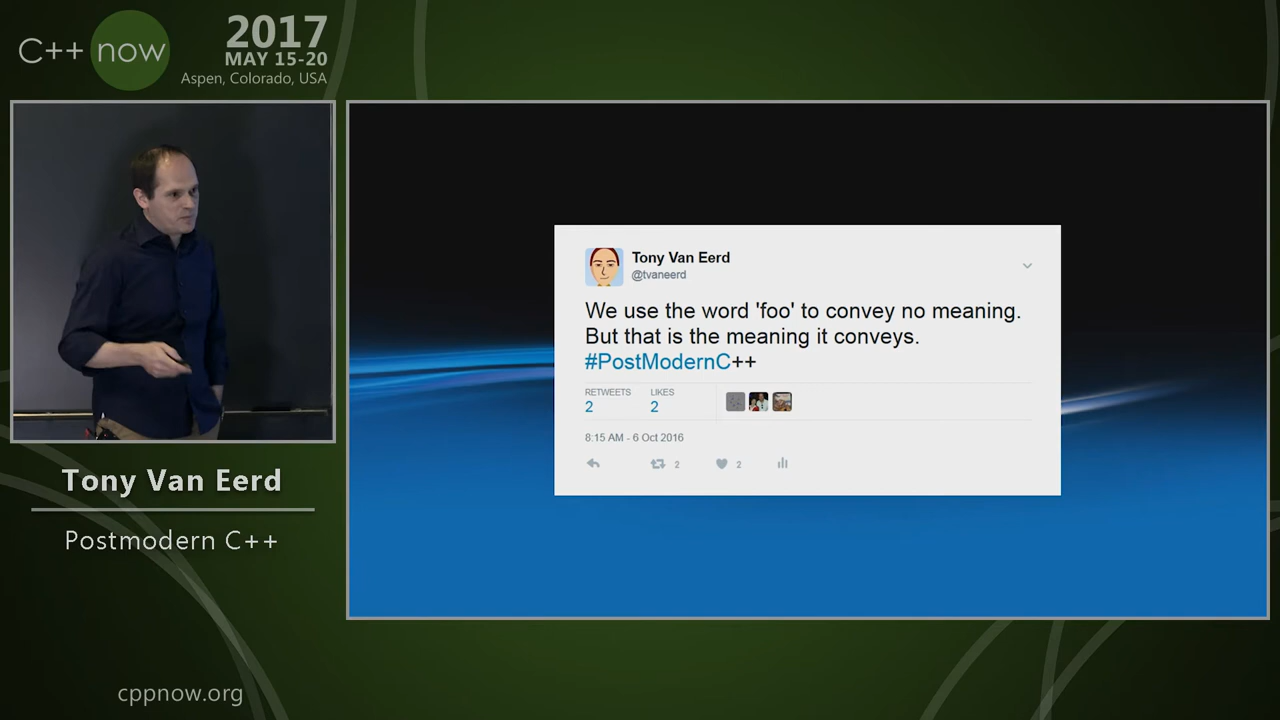 C++ now
2017
MAY 15-20
Aspen, Colorado, USA
Tony Van Eerd
@tvaneerd
We use the word 'foo' to convey no meaning.
But that is the meaning it conveys.
#PostModernC++
RETWEETS
2
LIKES
2
8:15 AM - 6 Oct 2016
2
2
Tony Van Eerd
Postmodern C++
cppnow.org